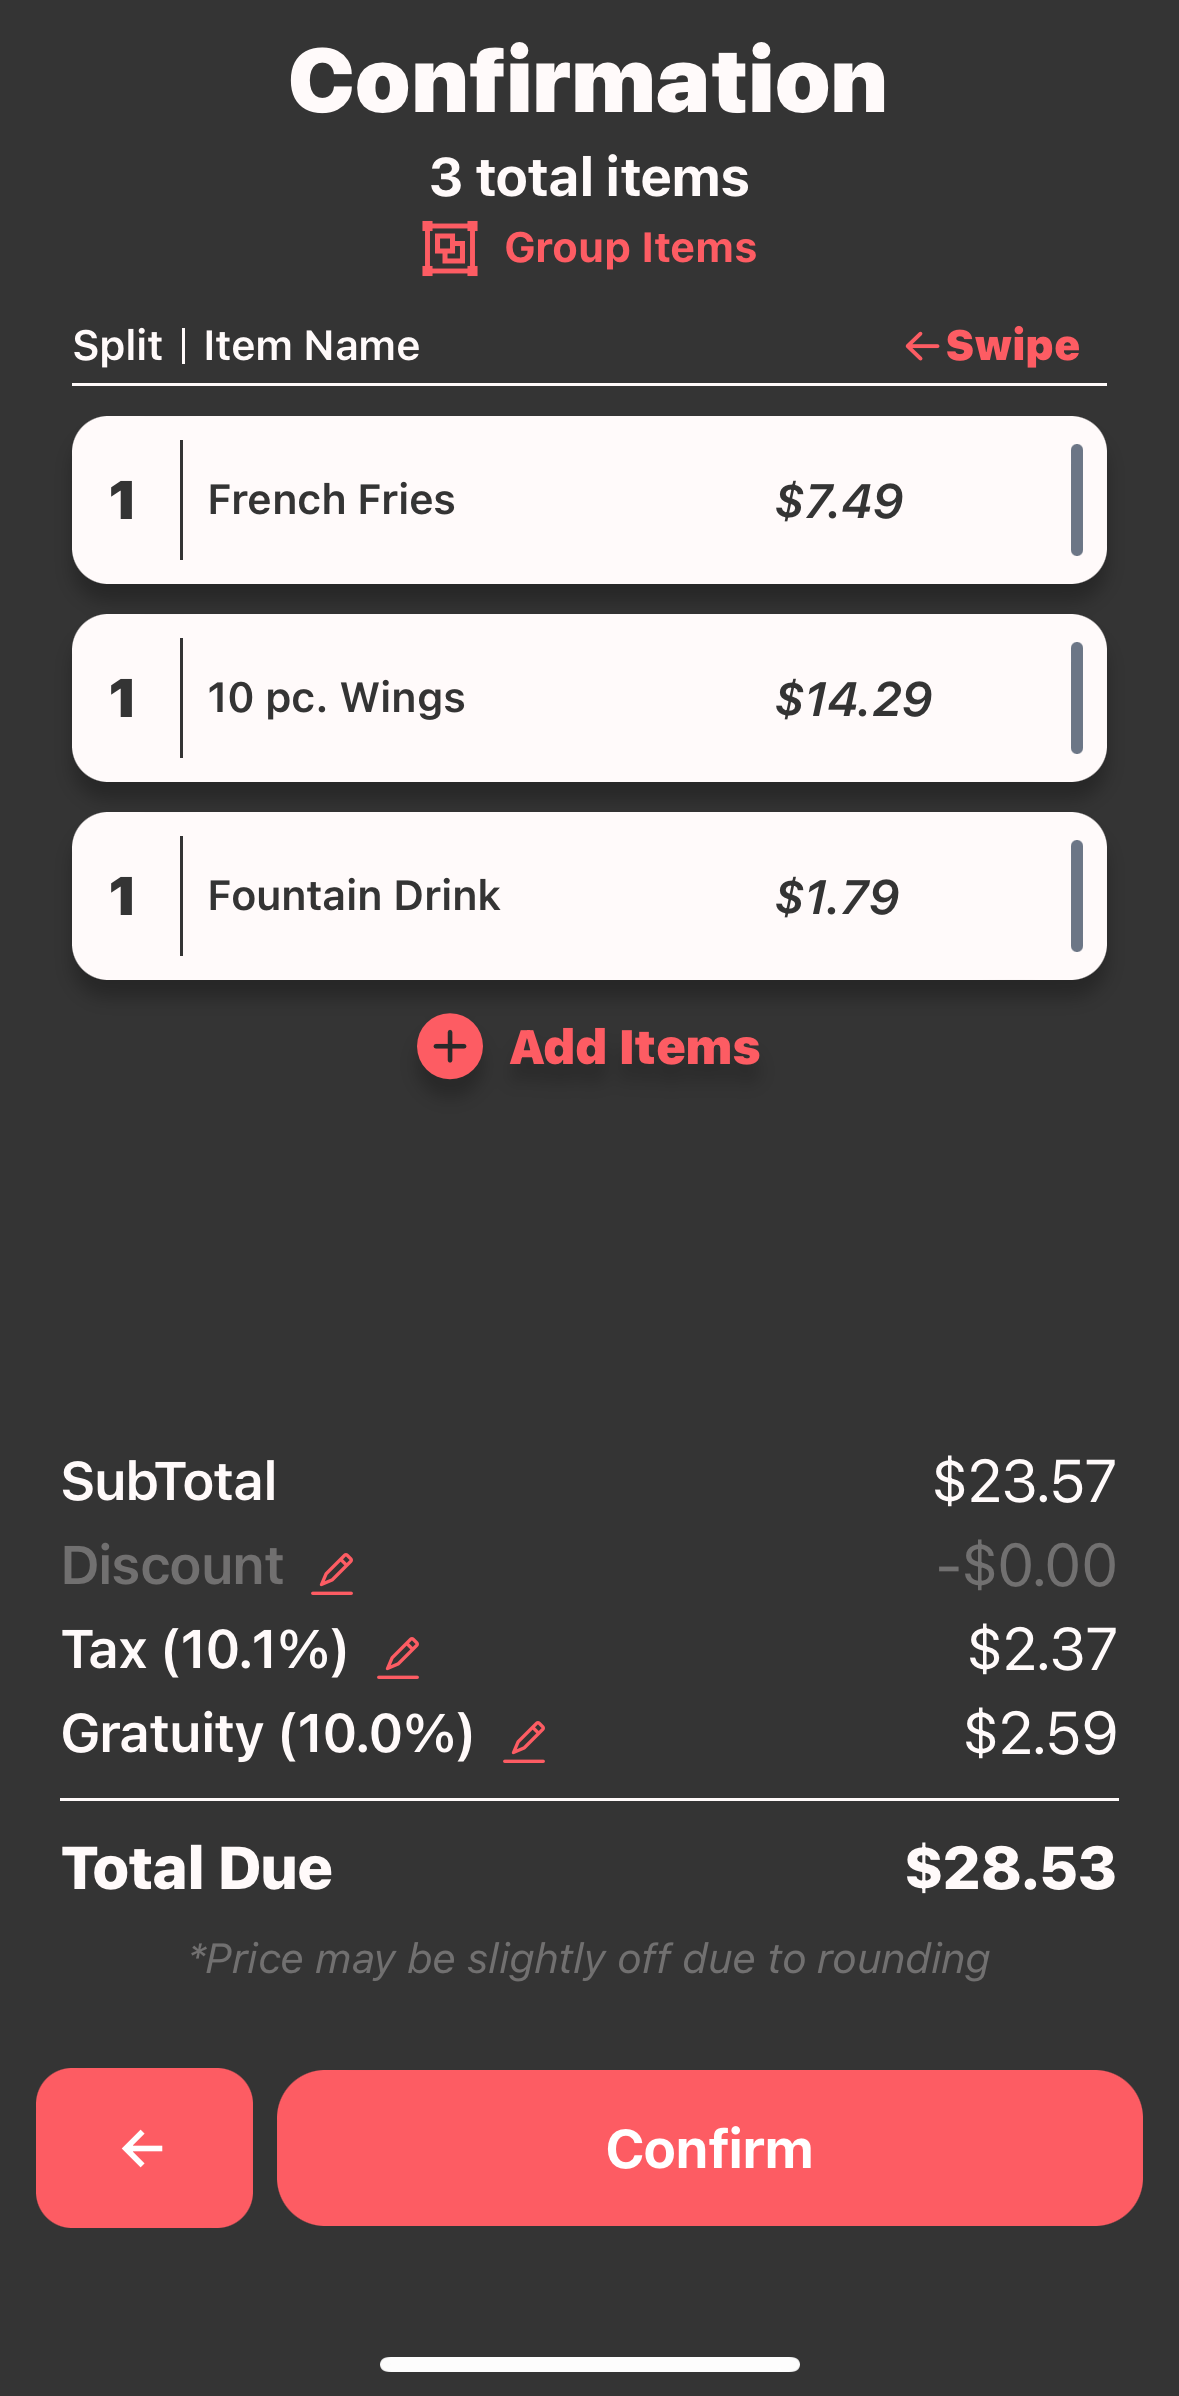 Confirmation
3 total items
Group Items
Split | Item Name ←Swipe
1 French Fries $7.49
1 10 pc. Wings $14.29
1 Fountain Drink $1.79
+ Add Items
SubTotal $23.57
Discount -$0.00
Tax (10.1%) $2.37
Gratuity (10.0%) $2.59
Total Due $28.53
*Price may be slightly off due to rounding
← Confirm